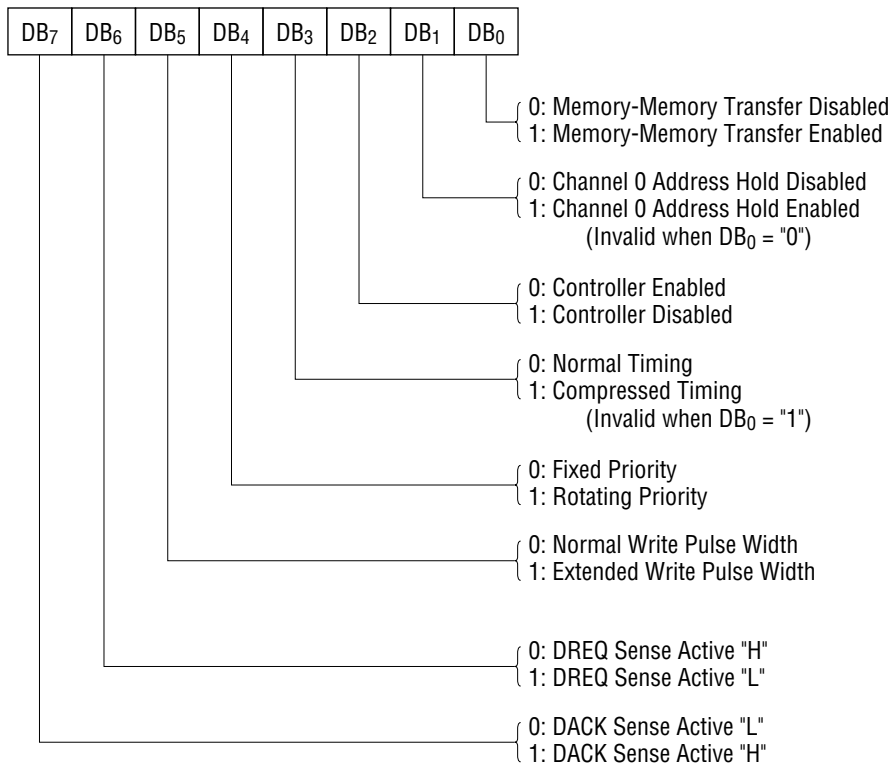 DB7 DB6 DB5 DB4 DB3 DB2 DB1 DB0
0: Memory-Memory Transfer Disabled
1: Memory-Memory Transfer Enabled
0: Channel 0 Address Hold Disabled
1: Channel 0 Address Hold Enabled
(Invalid when DB0 = "0")
0: Controller Enabled
1: Controller Disabled
0: Normal Timing
1: Compressed Timing
(Invalid when DB0 = "1")
0: Fixed Priority
1: Rotating Priority
0: Normal Write Pulse Width
1: Extended Write Pulse Width
0: DREQ Sense Active "H"
1: DREQ Sense Active "L"
0: DACK Sense Active "L"
1: DACK Sense Active "H"